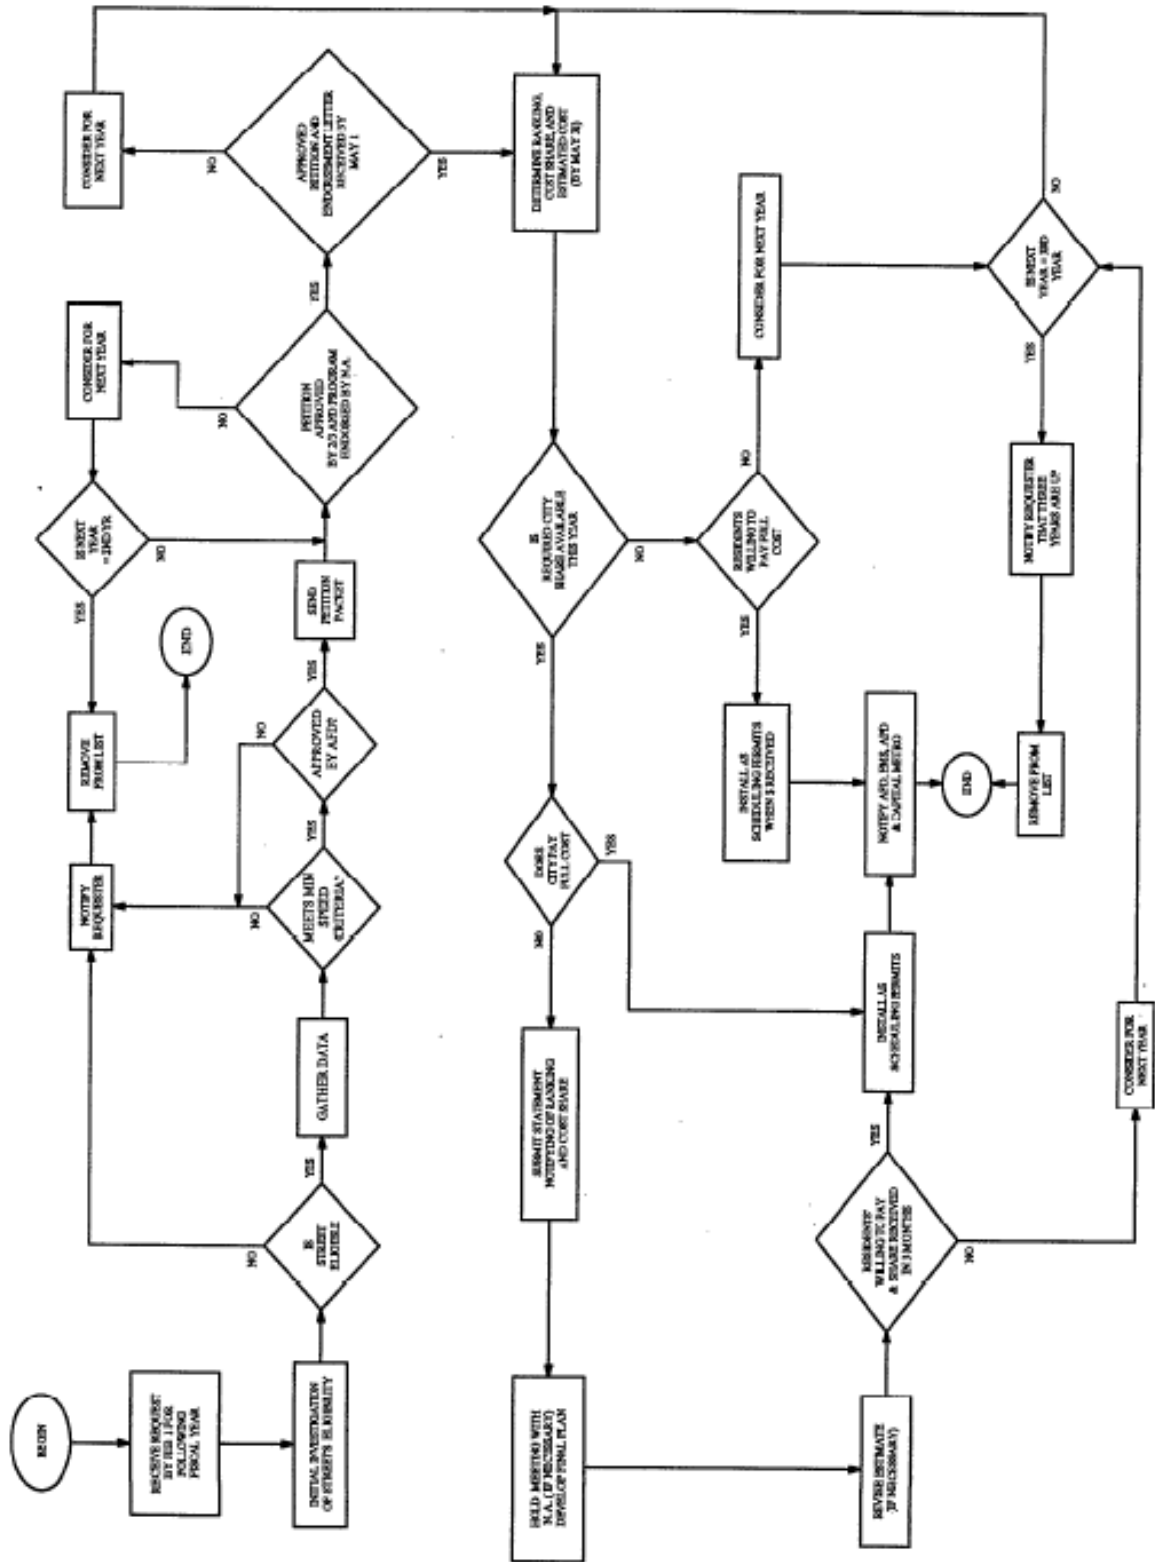 BEGIN
RECEIVE REQUEST
BY FEB 1 FOR
FOLLOWING
FISCAL YEAR
INITIAL INVESTIGATION
OF STREET'S ELIGIBILITY
IS
STREET
ELIGIBLE
NO
YES
GATHER DATA
MEETS MIN
SPEED
CRITERIA?
NO
YES
APPROVED
BY AFD?
NO
YES
NOTIFY
REQUESTER
REMOVE
FROM LIST
END
SEND
PETITION
PACKET
IS NEXT
YEAR
= 2ND YR
YES
NO
CONSIDER FOR
NEXT YEAR
PETITION
APPROVED
BY 2/3 AND PROGRAM
ENDORSED BY N.A.
NO
YES
APPROVED
PETITION AND
ENDORSEMENT LETTER
RECEIVED BY
MAY 1
NO
YES
CONSIDER FOR
NEXT YEAR
DETERMINE RANKING,
COST SHARE, AND
ESTIMATED COST
(BY MAY 31)
IS
REQUIRED CITY
SHARE AVAILABLE
THIS YEAR
YES
NO
DOES
CITY PAY
FULL COST
NO
YES
SUBMIT STATEMENT
NOTIFYING OF RANKING
AND COST SHARE
HOLD MEETING WITH
N.A. (IF NECESSARY)
DEVELOP FINAL PLAN
REVISE ESTIMATE
(IF NECESSARY)
RESIDENTS'
WILLING TO PAY
& SHARE RECEIVED
IN 3 MONTHS
YES
NO
INSTALL AS
SCHEDULING PERMITS
NOTIFY AFD, EMS, APD
& CAPITAL METRO
END
RESIDENTS
WILLING TO
PAY FULL
COST
YES
NO
INSTALL AS
SCHEDULING PERMITS
WHEN $ RECEIVED
CONSIDER FOR NEXT YEAR
IS NEXT
YEAR = 3RD
YEAR
YES
NO
NOTIFY REQUESTER
THAT THREE
YEARS ARE UP
REMOVE FROM
LIST
CONSIDER FOR
NEXT YEAR